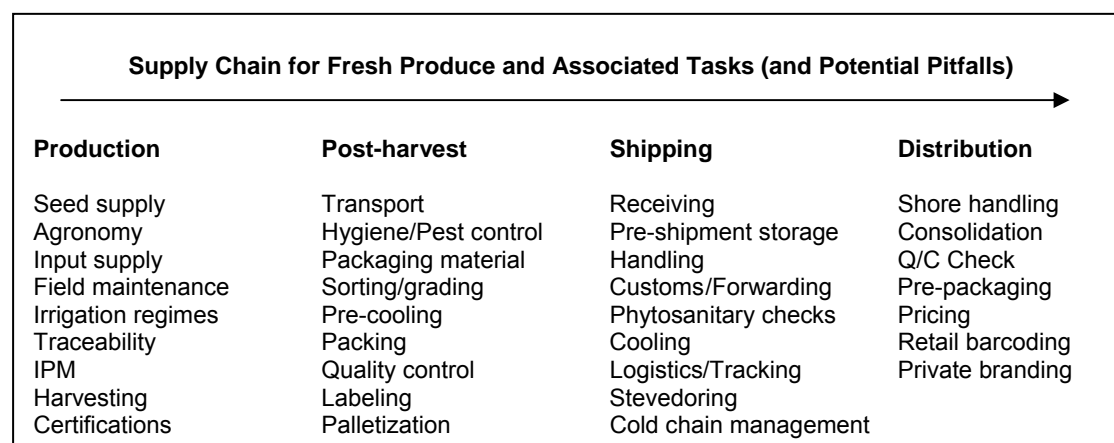 Supply Chain for Fresh Produce and Associated Tasks (and Potential Pitfalls)
Production Post-harvest Shipping Distribution
Seed supply Transport Receiving Shore handling
Agronomy Hygiene/Pest control Pre-shipment storage Consolidation
Input supply Packaging material Handling Q/C Check
Field maintenance Sorting/grading Customs/Forwarding Pre-packaging
Irrigation regimes Pre-cooling Phytosanitary checks Pricing
Traceability Packing Cooling Retail barcoding
IPM Quality control Logistics/Tracking Private branding
Harvesting Labeling Stevedoring
Certifications Palletization Cold chain management